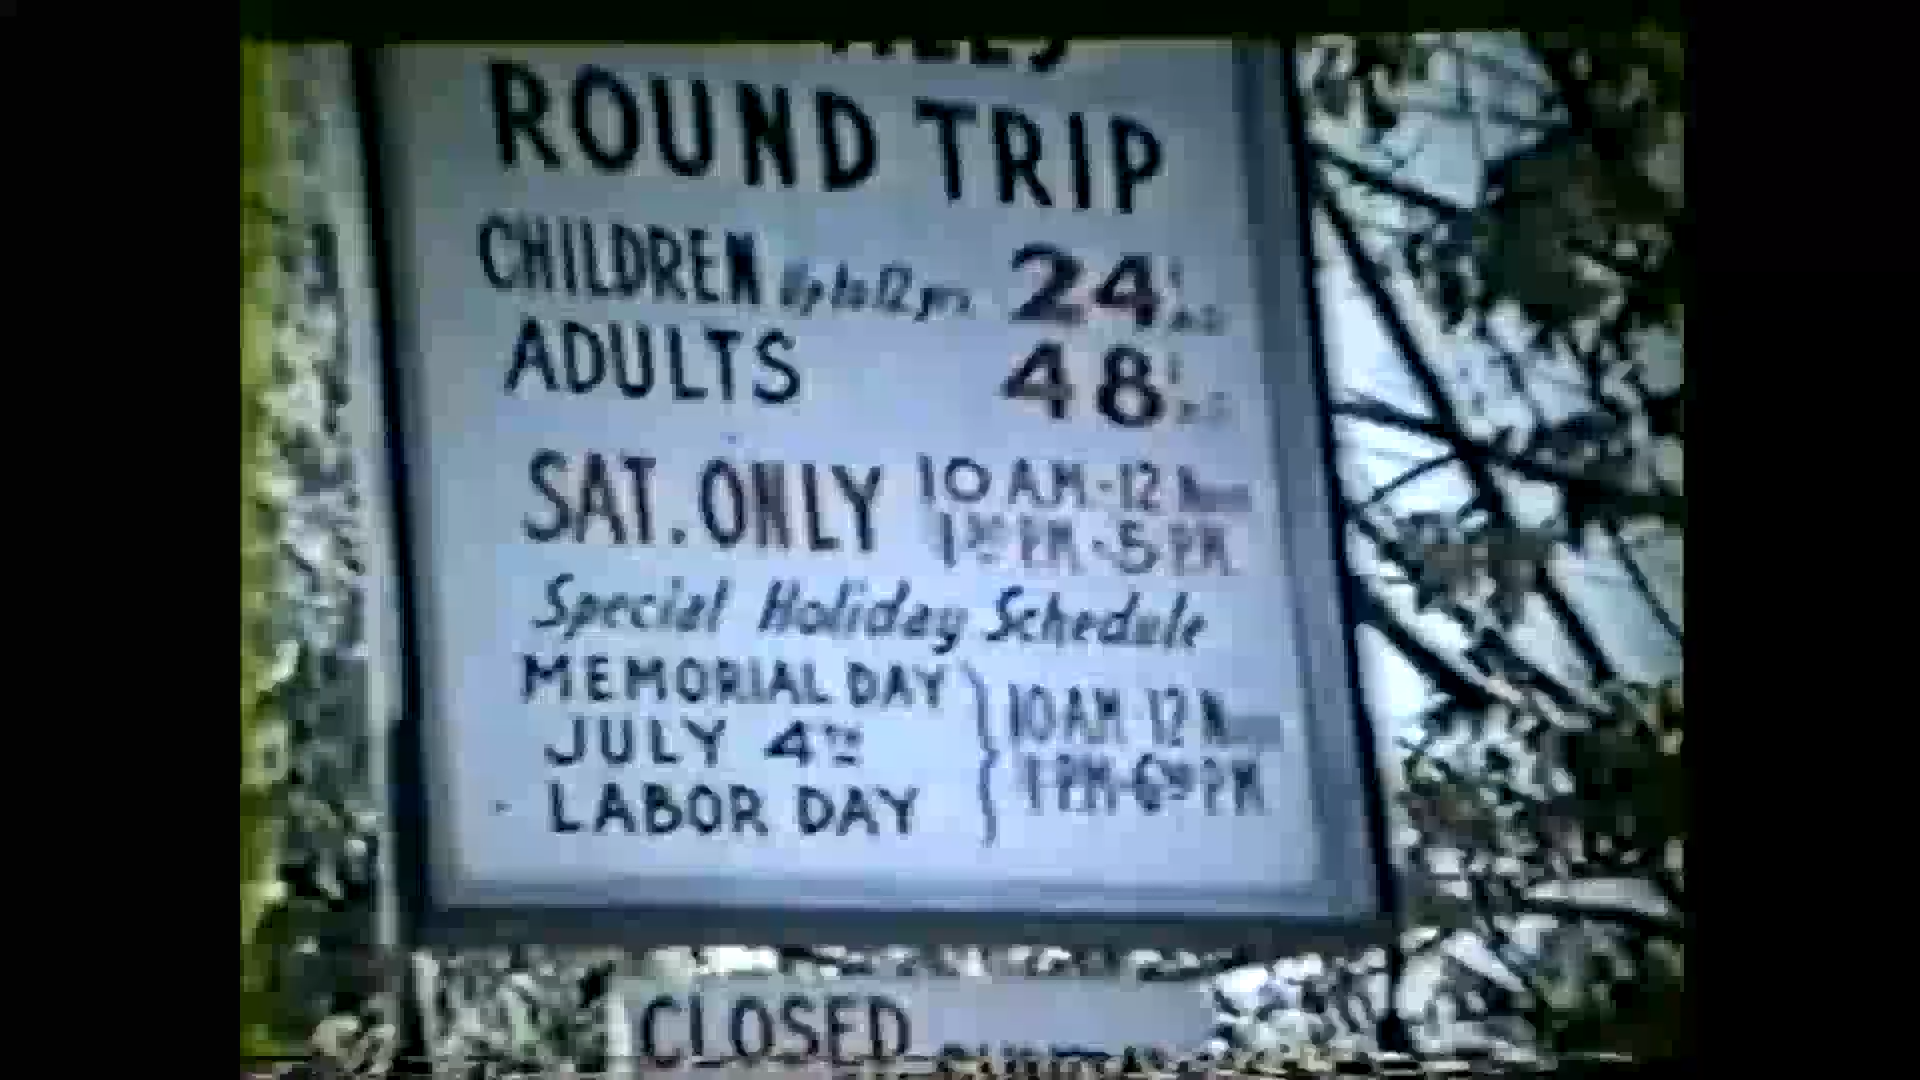 ROUND TRIP
CHILDREN Up to 12 yrs. 24¢
ADULTS 48¢
SAT. ONLY 10 AM-12 Noon
PM-5 PM
Special Holiday Schedule
MEMORIAL DAY
JULY 4TH
LABOR DAY
10 AM-12 Noon
1 PM-6 PM
CLOSED